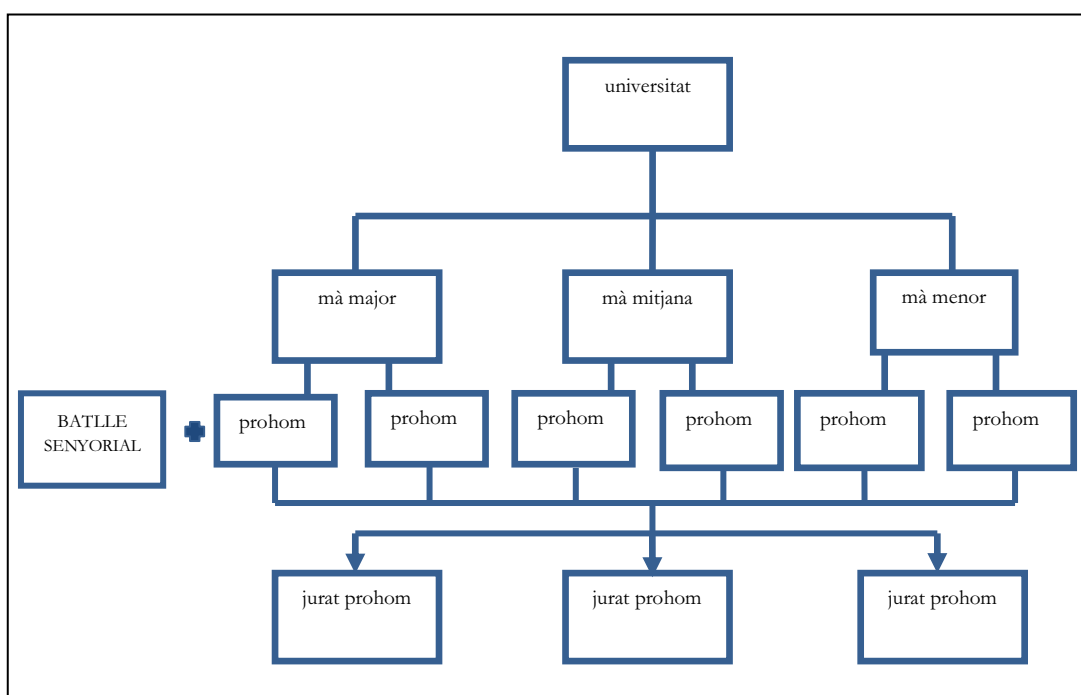 universitat
mà major
mà mitjana
mà menor
BATLLE
SENYORIAL
prohom
prohom
prohom
prohom
prohom
prohom
jurat prohom
jurat prohom
jurat prohom